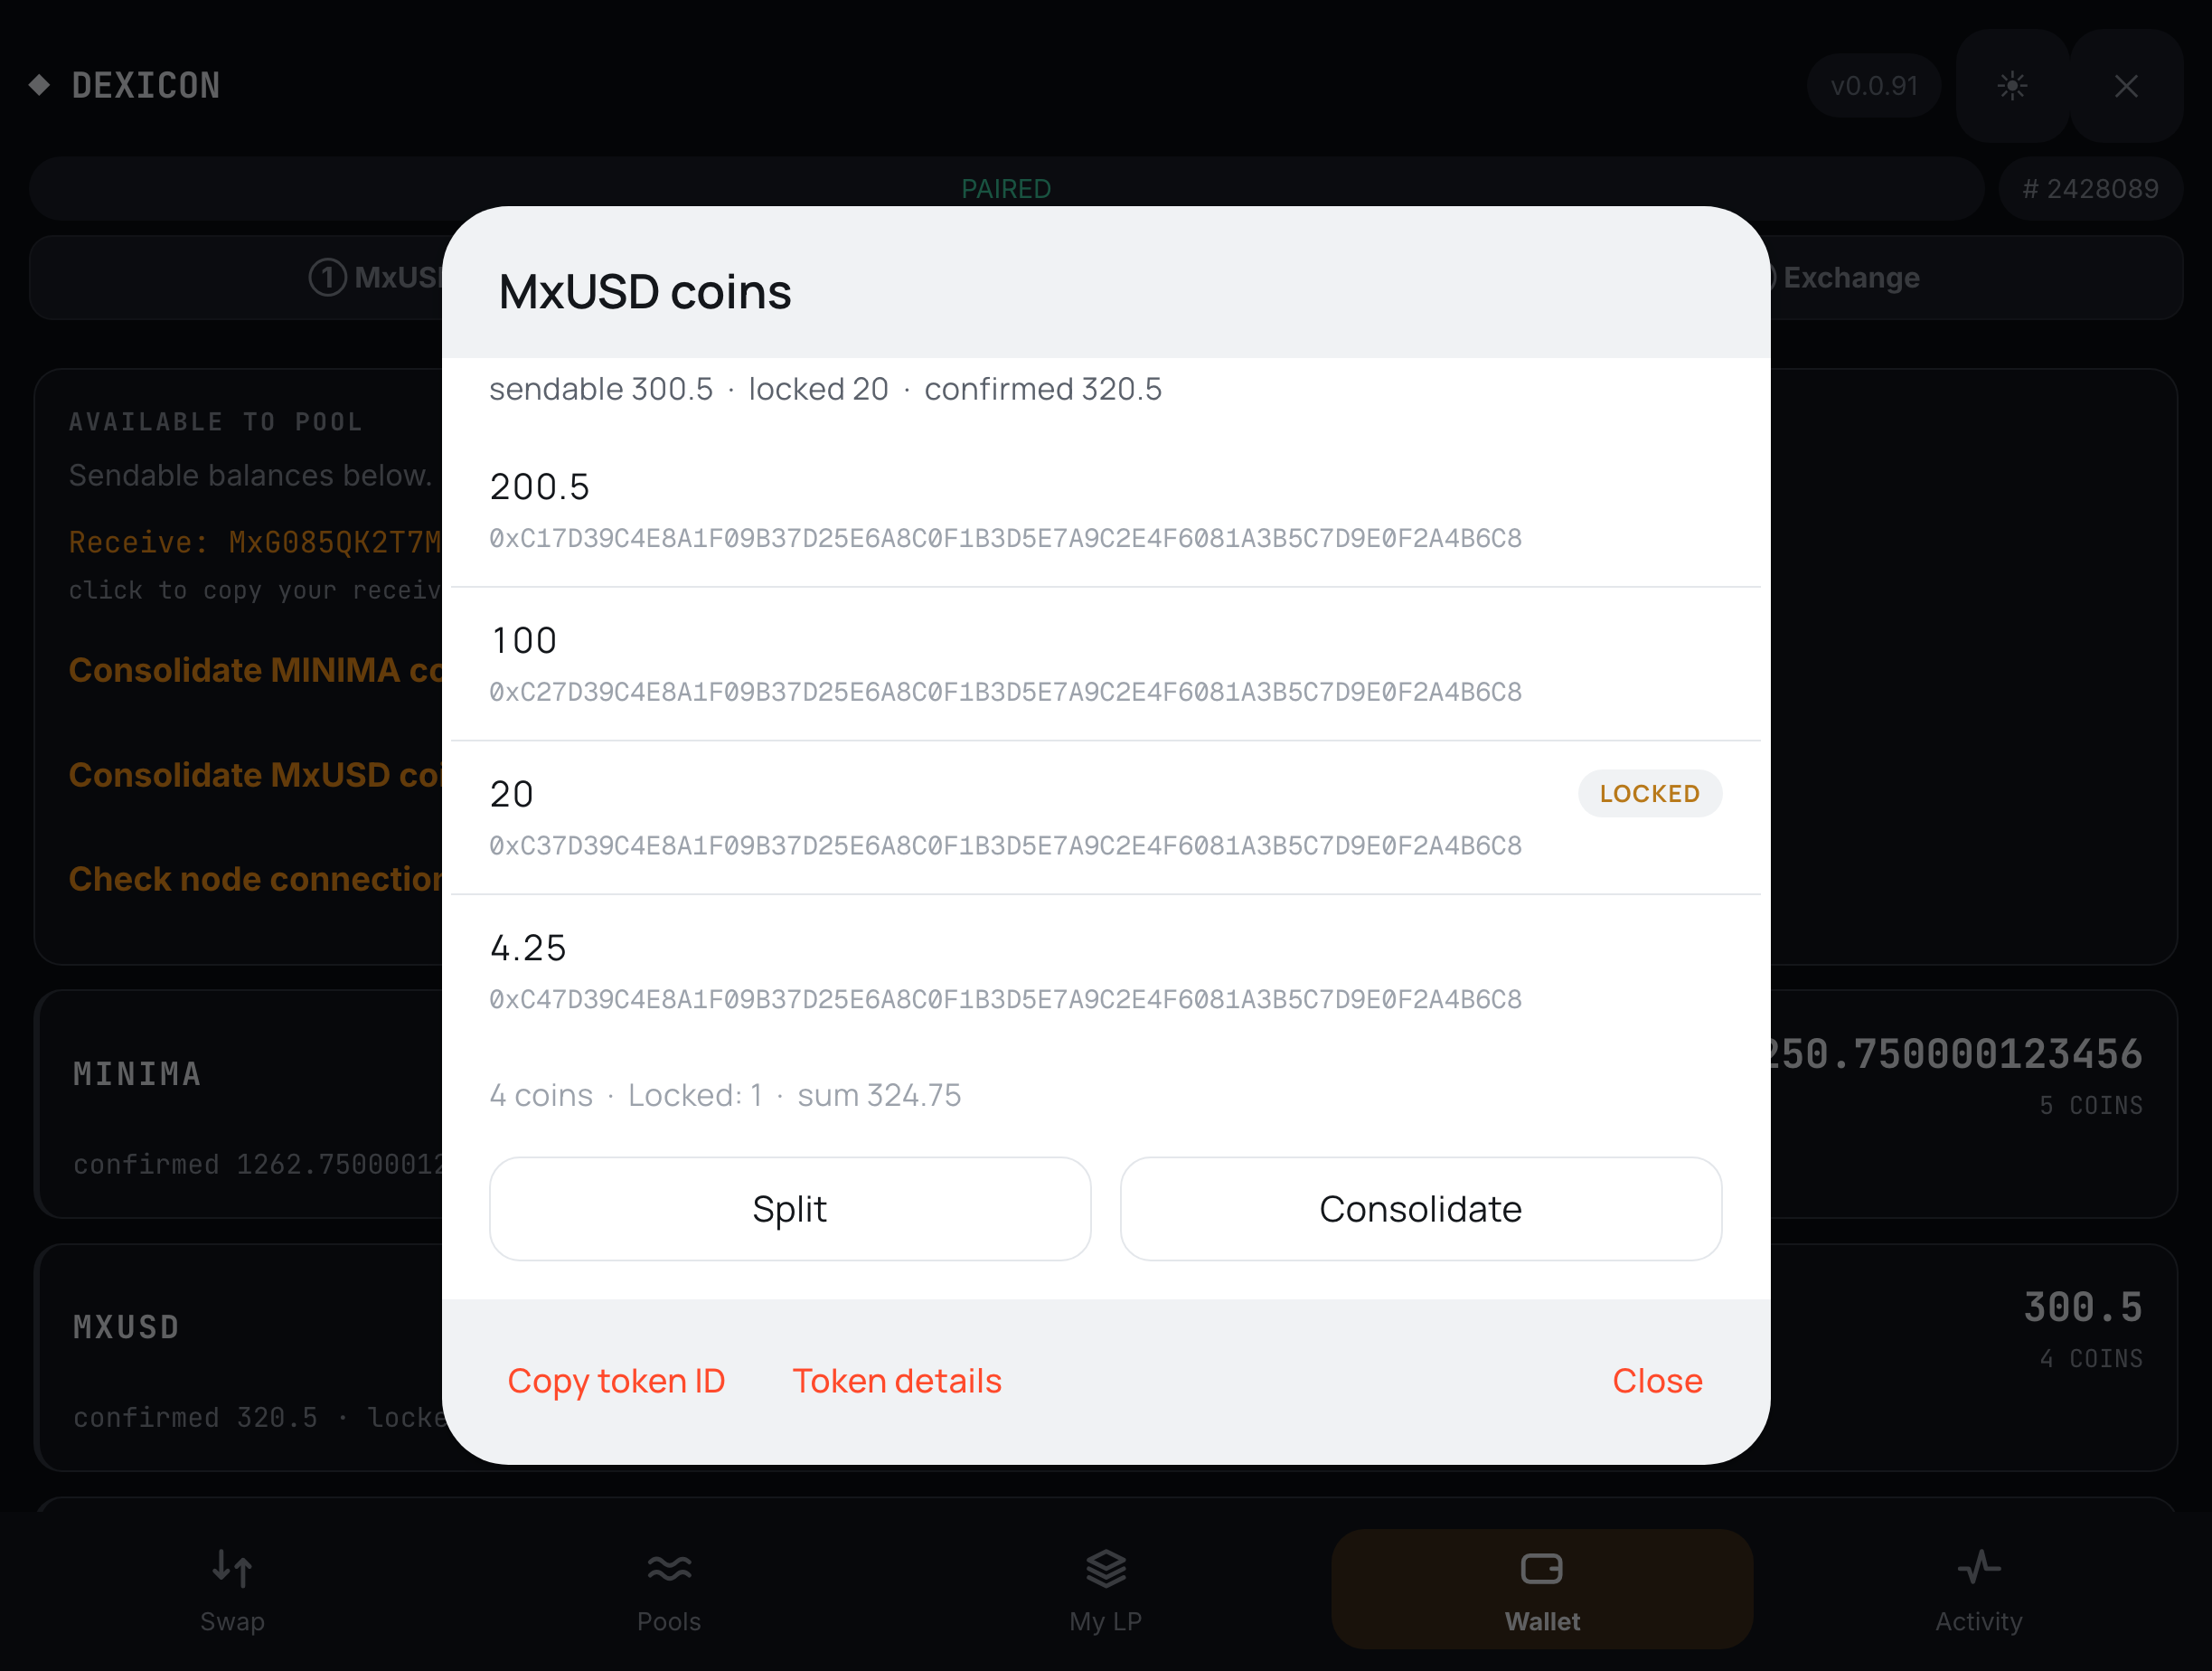 DEXICON
v0.0.91
PAIRED
# 2428089
1 MxUS
Exchange
MxUSD coins
sendable 300.5 · locked 20 · confirmed 320.5
200.5
0xC17D39C4E8A1F09B37D25E6A8C0F1B3D5E7A9C2E4F6081A3B5C7D9E0F2A4B6C8
100
0xC27D39C4E8A1F09B37D25E6A8C0F1B3D5E7A9C2E4F6081A3B5C7D9E0F2A4B6C8
20
LOCKED
0xC37D39C4E8A1F09B37D25E6A8C0F1B3D5E7A9C2E4F6081A3B5C7D9E0F2A4B6C8
4.25
0xC47D39C4E8A1F09B37D25E6A8C0F1B3D5E7A9C2E4F6081A3B5C7D9E0F2A4B6C8
4 coins · Locked: 1 · sum 324.75
Split
Consolidate
Copy token ID
Token details
Close
AVAILABLE TO POOL
Sendable balances below.
Receive: MxG085QK2T7M
click to copy your receiv
Consolidate MINIMA co
Consolidate MxUSD coi
Check node connection
MINIMA
250.750000123456
5 COINS
confirmed 1262.75000012
MXUSD
300.5
4 COINS
confirmed 320.5 · locke
Swap
Pools
My LP
Wallet
Activity